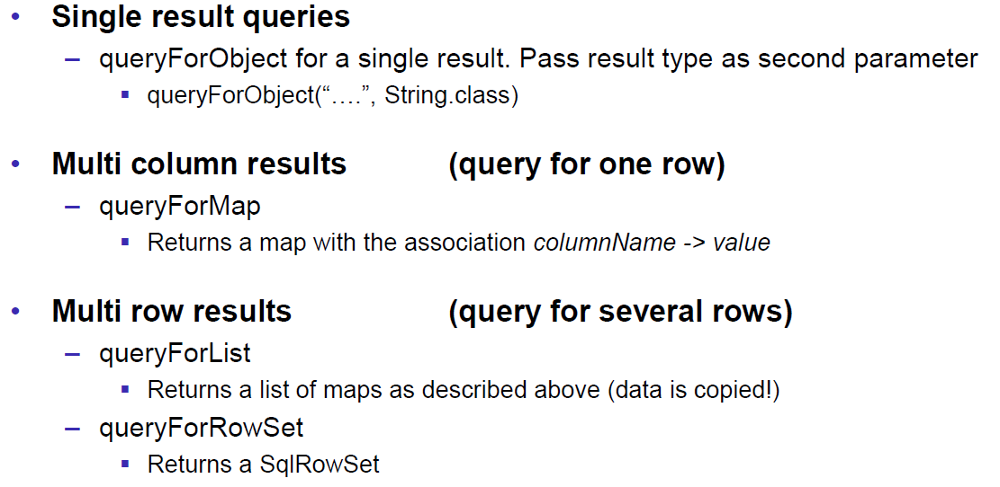 • Single result queries
– queryForObject for a single result. Pass result type as second parameter
▪ queryForObject(“….”, String.class)
• Multi column results (query for one row)
– queryForMap
▪ Returns a map with the association columnName -> value
• Multi row results (query for several rows)
– queryForList
▪ Returns a list of maps as described above (data is copied!)
– queryForRowSet
▪ Returns a SqlRowSet